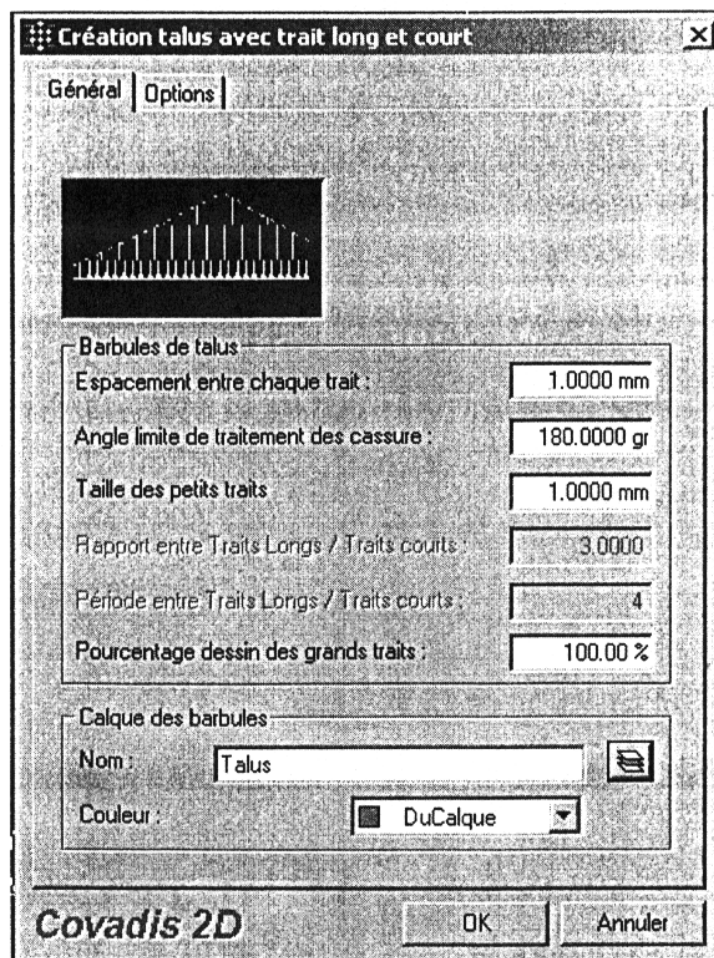 Création talus avec trait long et court
Général Options
Barbules de talus
Espacement entre chaque trait : 1.0000 mm
Angle limite de traitement des cassure : 180.0000 gr
Taille des petits traits 1.0000 mm
Rapport entre Traits Longs / Traits courts : 3.0000
Période entre Traits Longs / Traits courts : 4
Pourcentage dessin des grands traits : 100.00 %
Calque des barbules
Nom : Talus
Couleur : DuCalque
Covadis 2D OK Annuler